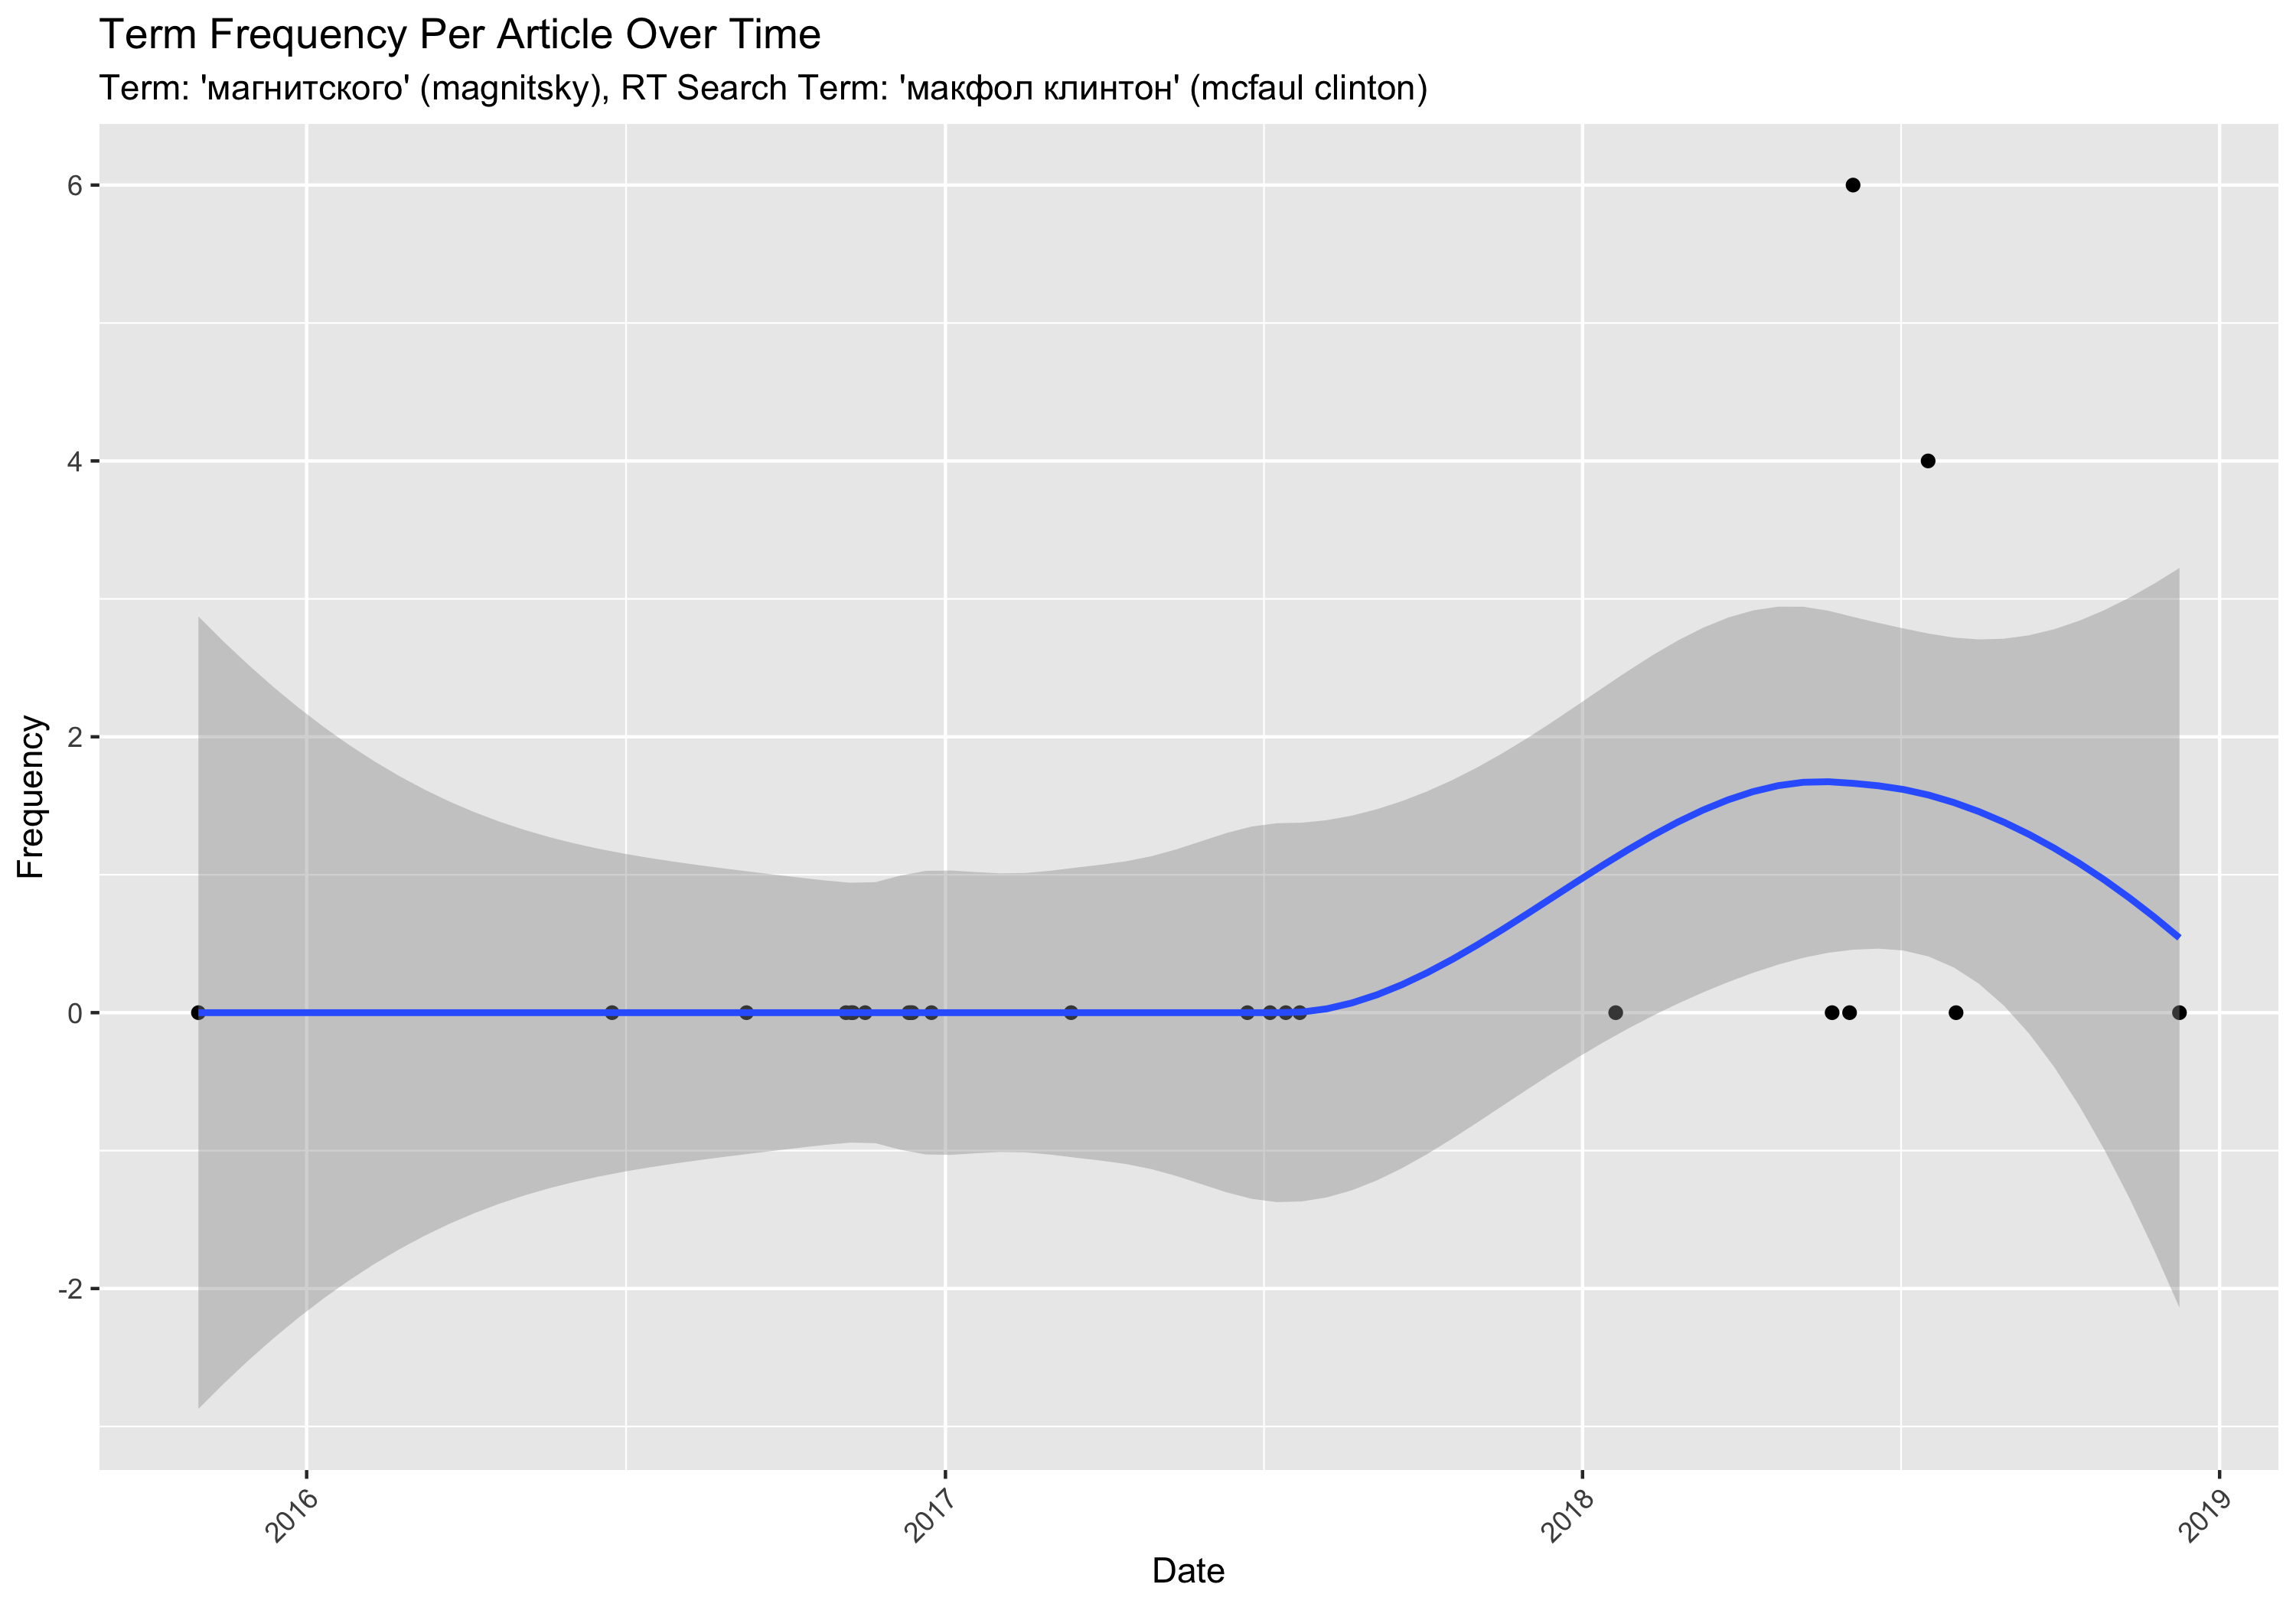 Term Frequency Per Article Over Time
Term: 'магнитского' (magnitsky), RT Search Term: 'макфол клинтон' (mcfaul clinton)
6
4
2
0
-2
Frequency
2016
2017
2018
2019
Date